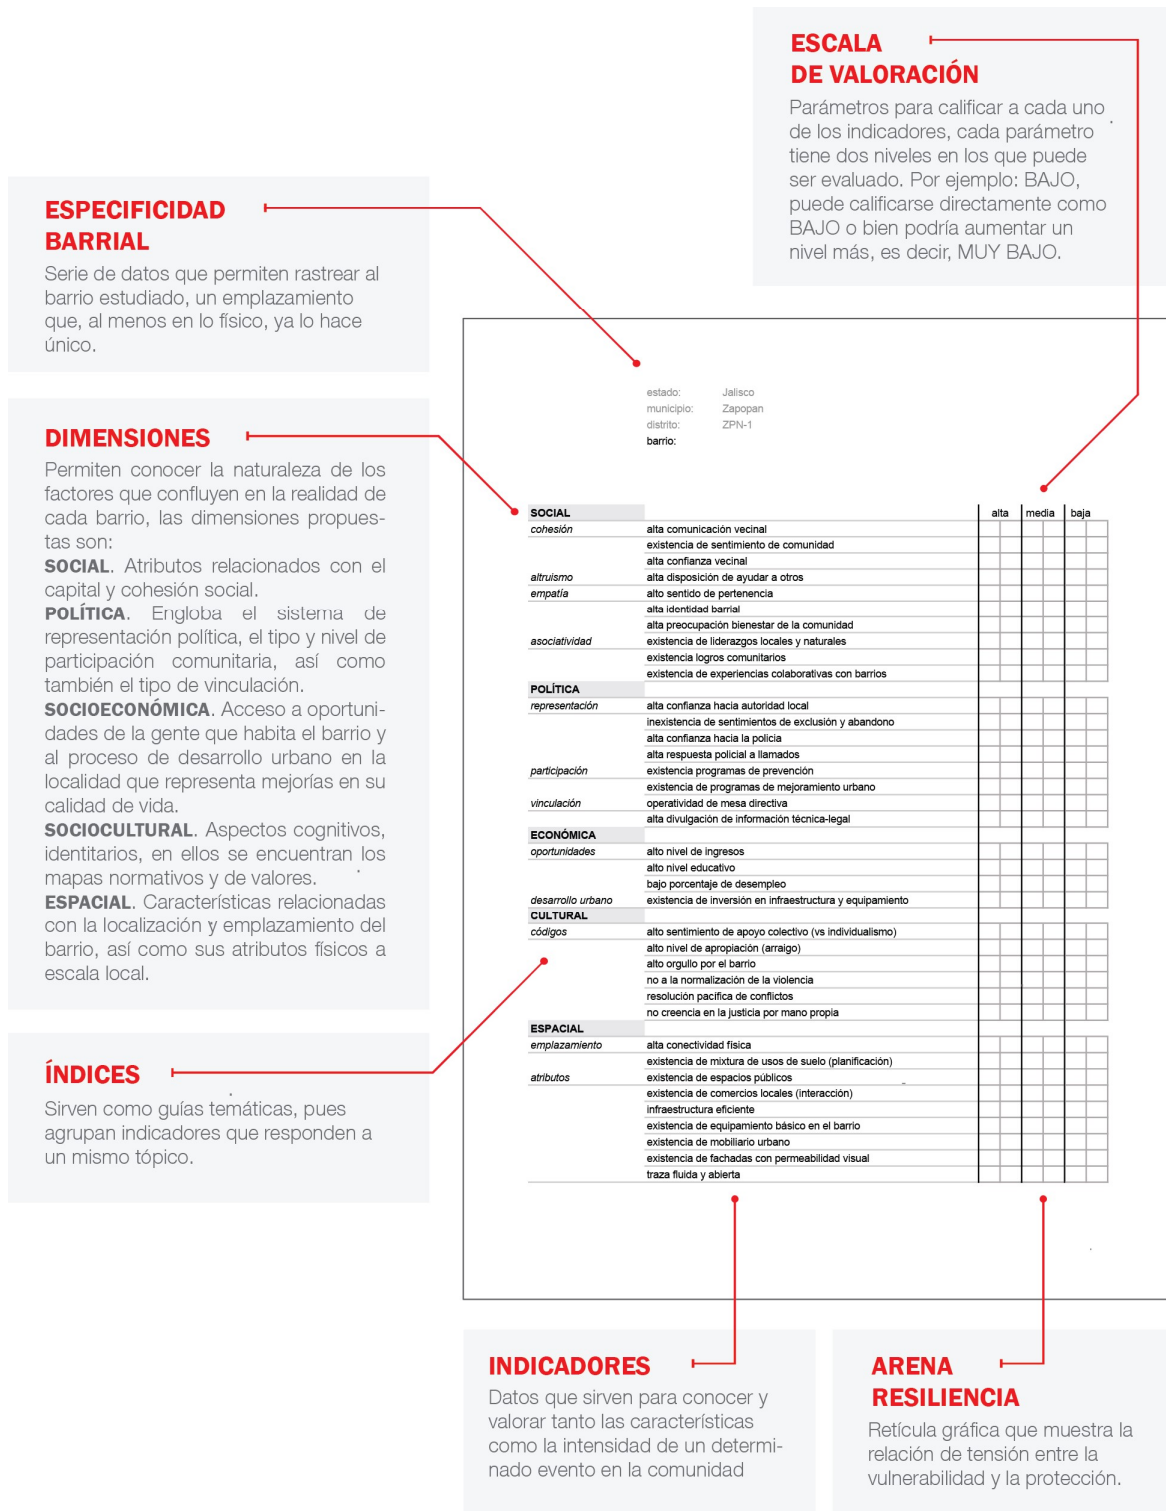 ESCALA
DE VALORACIÓN
Parámetros para calificar a cada uno
de los indicadores, cada parámetro
tiene dos niveles en los que puede
ser evaluado. Por ejemplo: BAJO,
puede calificarse directamente como
BAJO o bien podría aumentar un
nivel más, es decir, MUY BAJO.
ESPECIFICIDAD
BARRIAL
Serie de datos que permiten rastrear al
barrio estudiado, un emplazamiento
que, al menos en lo físico, ya lo hace
único.
DIMENSIONES
Permiten conocer la naturaleza de los
factores que confluyen en la realidad de
cada barrio, las dimensiones propues-
tas son:
SOCIAL. Atributos relacionados con el
capital y cohesión social.
POLÍTICA. Engloba el sistema de
representación política, el tipo y nivel de
participación comunitaria, así como
también el tipo de vinculación.
SOCIOECONÓMICA. Acceso a oportuni-
dades de la gente que habita el barrio y
al proceso de desarrollo urbano en la
localidad que representa mejorías en su
calidad de vida.
SOCIOCULTURAL. Aspectos cognitivos,
identitarios, en ellos se encuentran los
mapas normativos y de valores.
ESPACIAL. Características relacionadas
con la localización y emplazamiento del
barrio, así como sus atributos físicos a
escala local.
ÍNDICES
Sirven como guías temáticas, pues
agrupan indicadores que responden a
un mismo tópico.
estado: Jalisco
municipio: Zapopan
distrito: ZPN-1
barrio:
SOCIAL alta media baja
cohesión alta comunicación vecinal
existencia de sentimiento de comunidad
alta confianza vecinal
altruismo alta disposición de ayudar a otros
empatía alto sentido de pertenencia
alta identidad barrial
alta preocupación bienestar de la comunidad
asociatividad existencia de liderazgos locales y naturales
existencia logros comunitarios
existencia de experiencias colaborativas con barrios
POLÍTICA
representación alta confianza hacia autoridad local
inexistencia de sentimientos de exclusión y abandono
alta confianza hacia la policia
alta respuesta policial a llamados
participación existencia programas de prevención
existencia de programas de mejoramiento urbano
vinculación operatividad de mesa directiva
alta divulgación de información técnica-legal
ECONÓMICA
oportunidades alto nivel de ingresos
alto nivel educativo
bajo porcentaje de desempleo
desarrollo urbano existencia de inversión en infraestructura y equipamiento
CULTURAL
códigos alto sentimiento de apoyo colectivo (vs individualismo)
alto nivel de apropiación (arraigo)
alto orgullo por el barrio
no a la normalización de la violencia
resolución pacífica de conflictos
no creencia en la justicia por mano propia
ESPACIAL
emplazamiento alta conectividad física
existencia de mixtura de usos de suelo (planificación)
atributos existencia de espacios públicos
existencia de comercios locales (interacción)
infraestructura eficiente
existencia de equipamiento básico en el barrio
existencia de mobiliario urbano
existencia de fachadas con permeabilidad visual
traza fluida y abierta
INDICADORES
Datos que sirven para conocer y
valorar tanto las características
como la intensidad de un determi-
nado evento en la comunidad
ARENA
RESILIENCIA
Retícula gráfica que muestra la
relación de tensión entre la
vulnerabilidad y la protección.